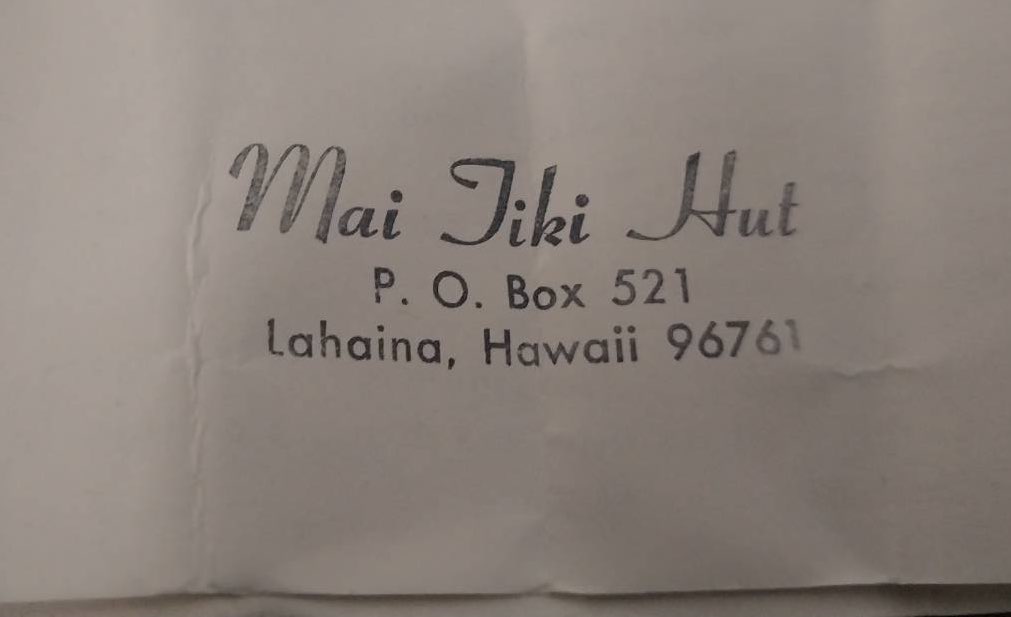 Mai Tiki Hut
P. O. Box 521
Lahaina, Hawaii 96761